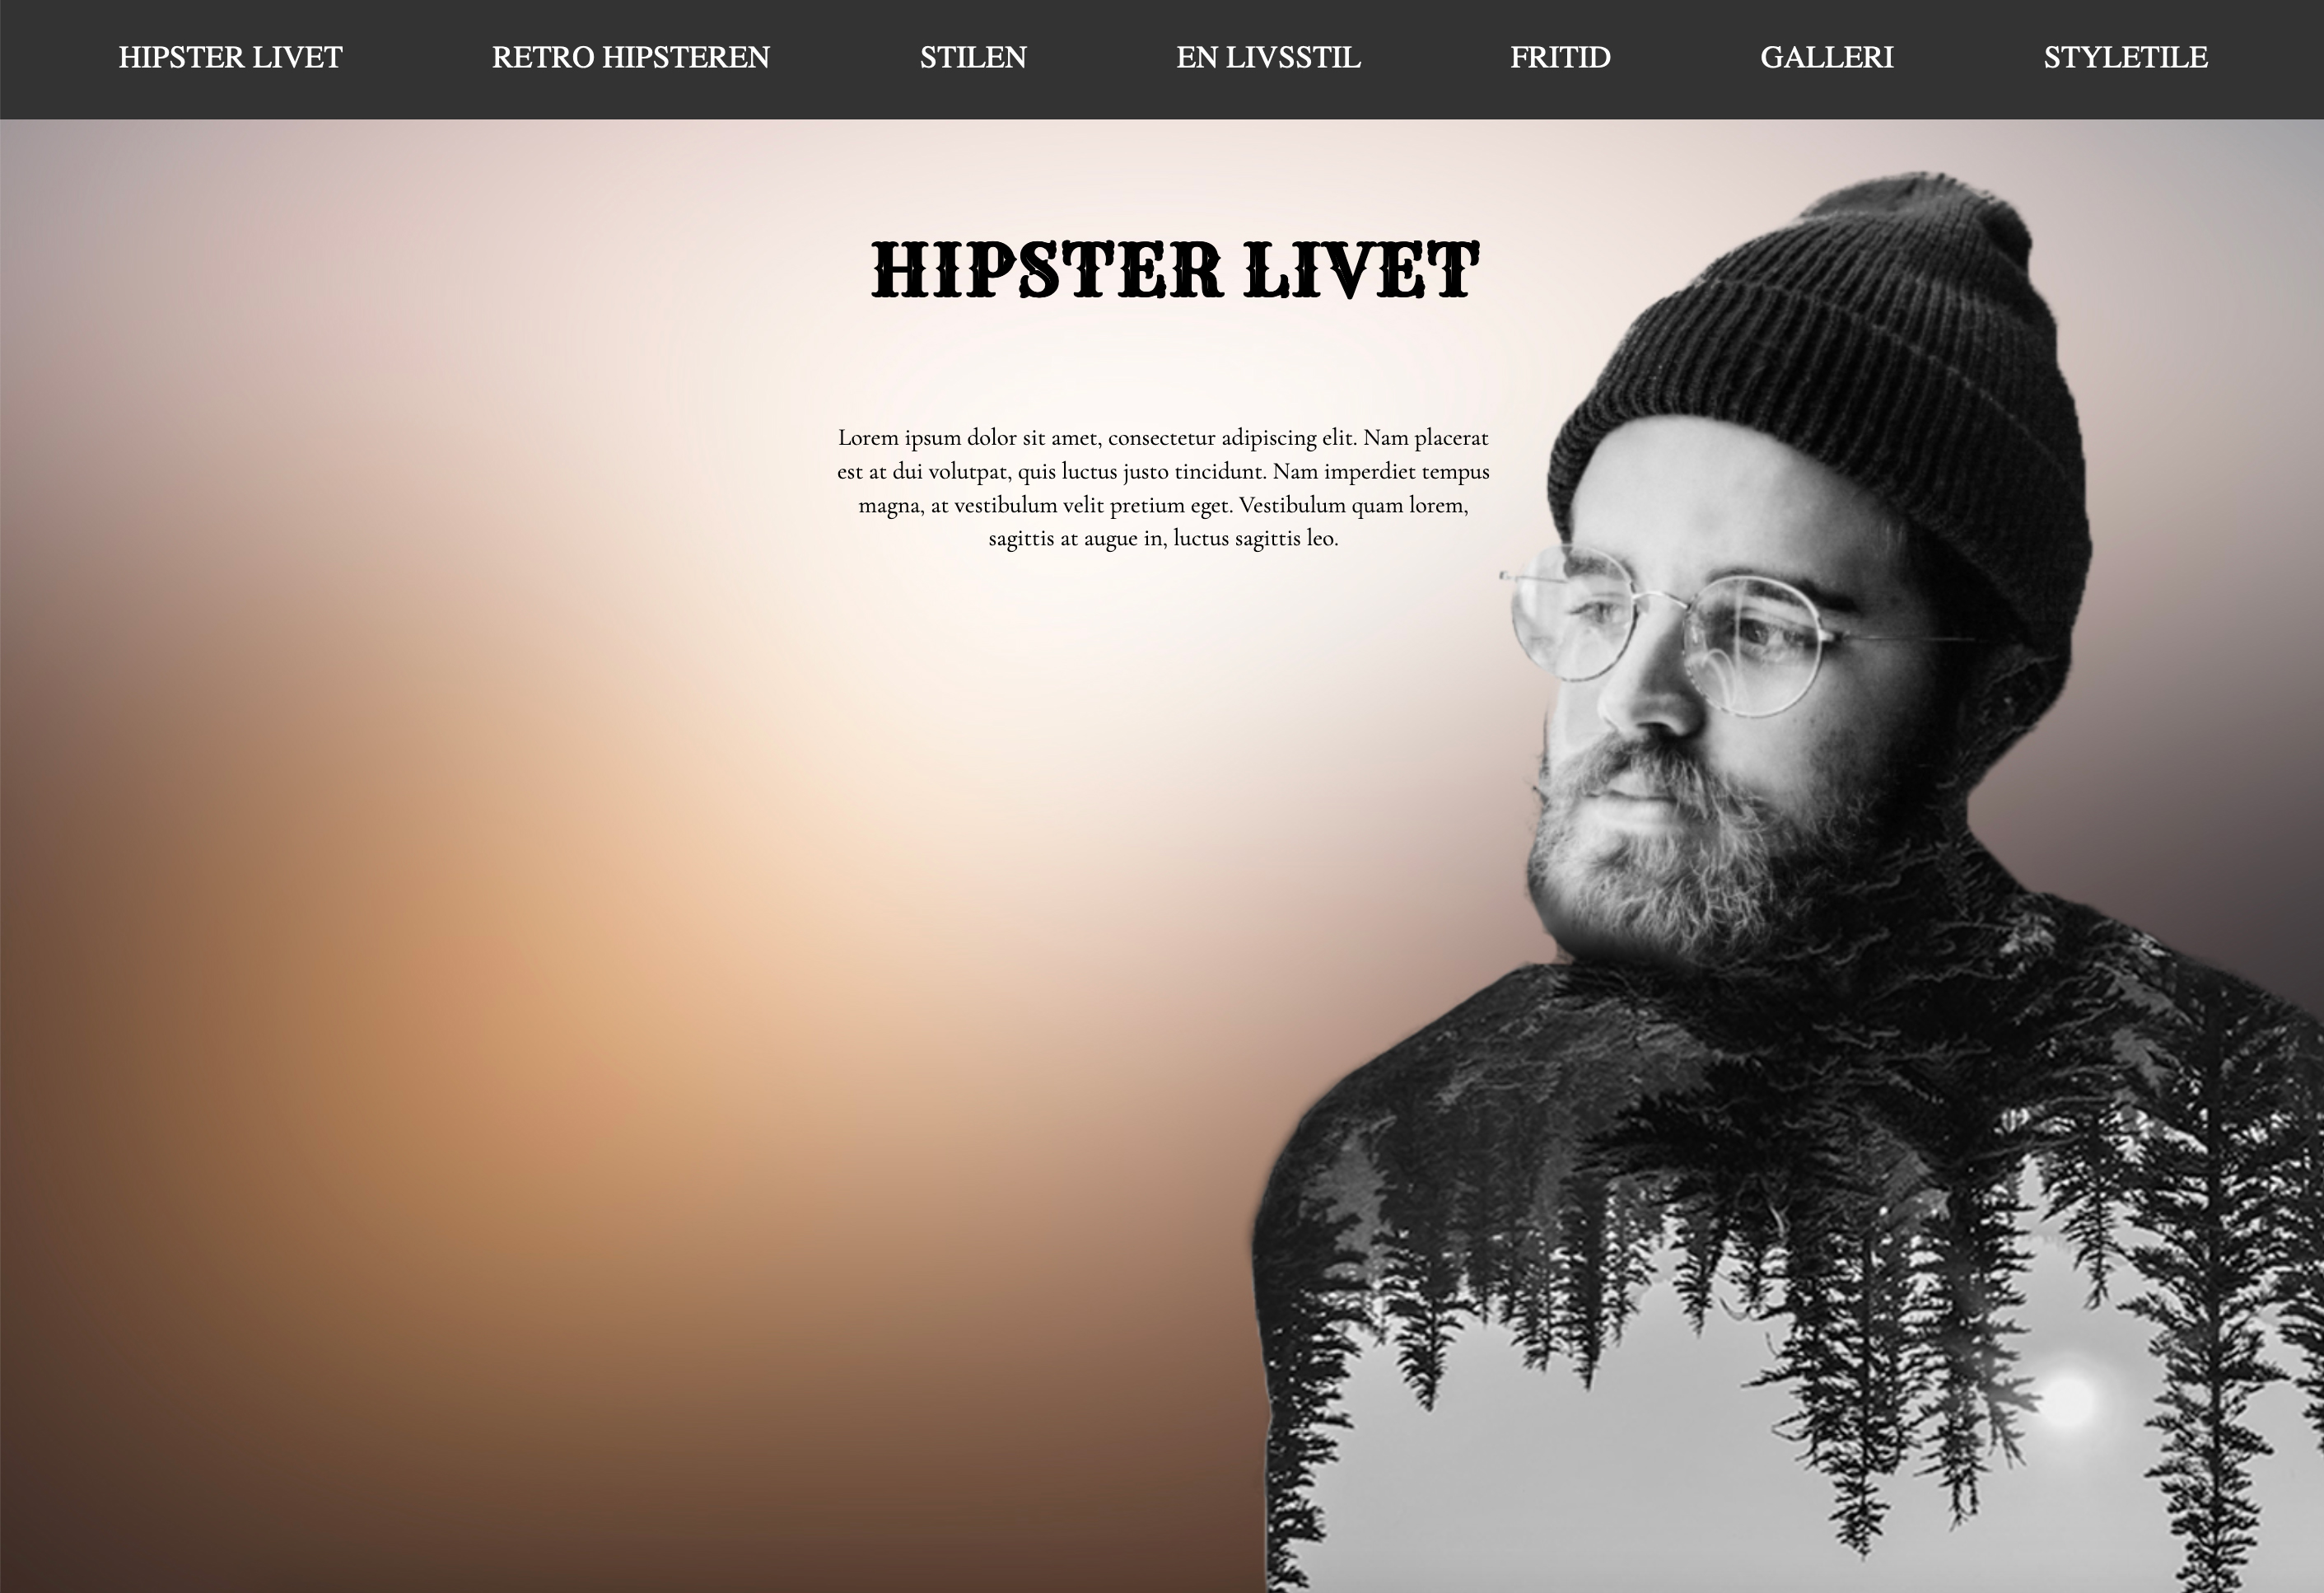 HIPSTER LIVET RETRO HIPSTEREN STILEN EN LIVSSTIL FRITID GALLERI STYLETILE
HIPSTER LIVET
Lorem ipsum dolor sit amet, consectetur adipiscing elit. Nam placerat
est at dui volutpat, quis luctus justo tincidunt. Nam imperdiet tempus
magna, at vestibulum velit pretium eget. Vestibulum quam lorem,
sagittis at augue in, luctus sagittis leo.